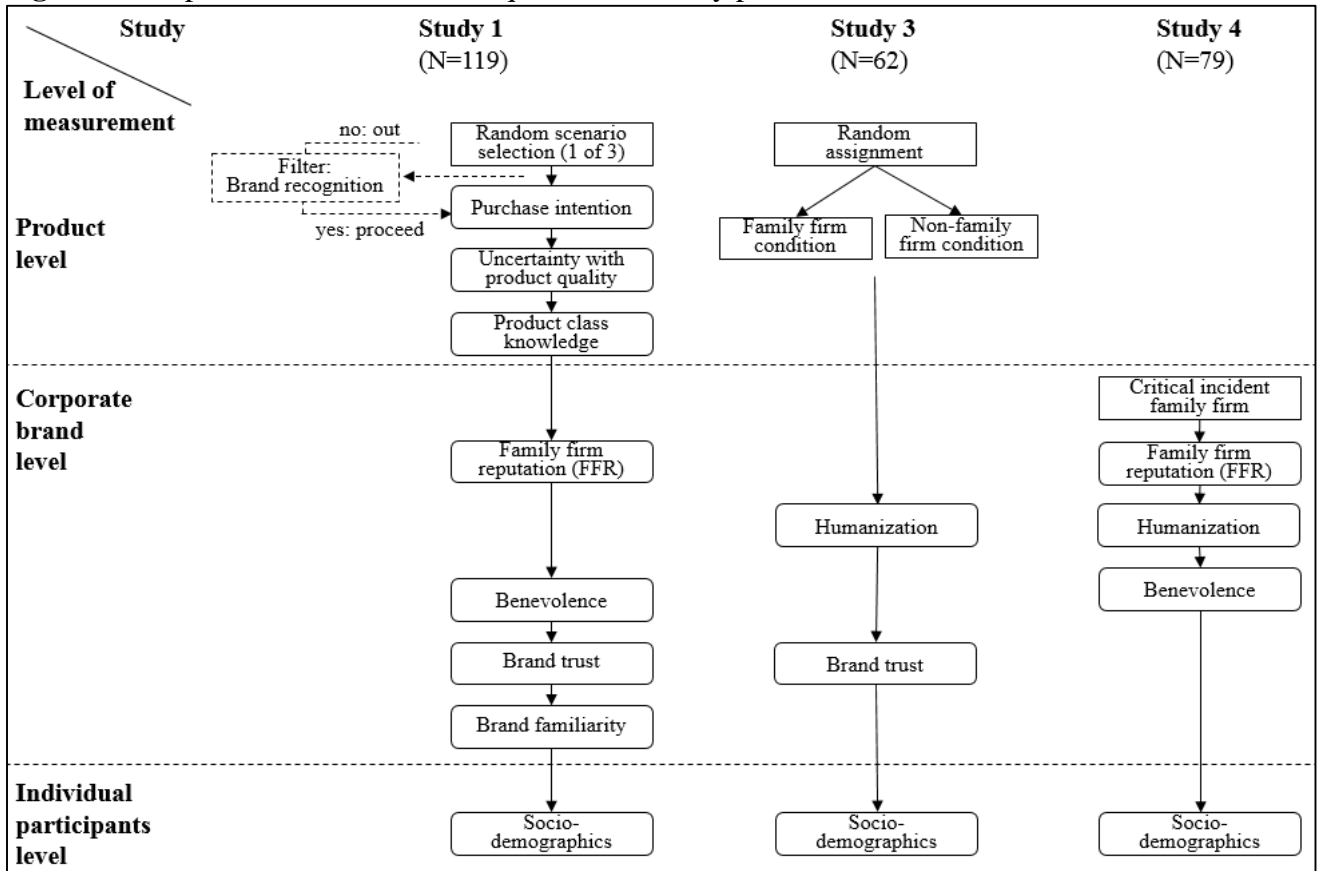 Study
Study 1
(N=119)
Study 3
(N=62)
Study 4
(N=79)
Level of
measurement
no: out
Random scenario
selection (1 of 3)
Random
assignment
Filter:
Brand recognition
Product
level
Purchase intention
yes: proceed
Family firm
condition
Non-family
firm condition
Uncertainty with
product quality
Product class
knowledge
Corporate
brand
level
Critical incident
family firm
Family firm
reputation (FFR)
Family firm
reputation (FFR)
Humanization
Humanization
Benevolence
Benevolence
Brand trust
Brand trust
Brand familiarity
Individual
participants
level
Socio-
demographics
Socio-
demographics
Socio-
demographics